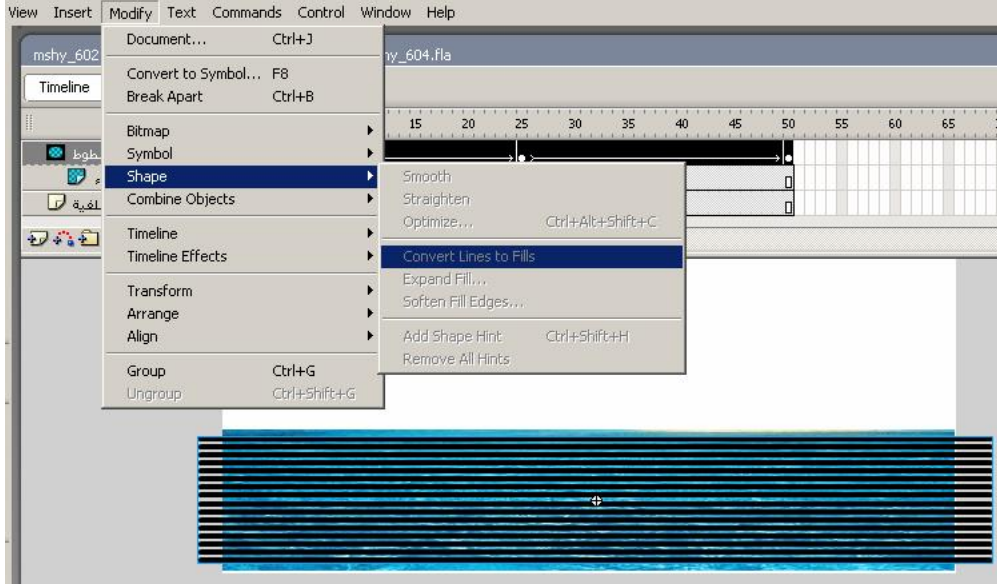 View Insert Modify Text Commands Control Window Help
mshy_602
hy_604.fla
Timeline
15 20 25 30 35 40 45 50 55 60 65
طوط
ء
لفية
Document... Ctrl+J
Convert to Symbol... F8
Break Apart Ctrl+B
Bitmap
Symbol
Shape
Combine Objects
Timeline
Timeline Effects
Transform
Arrange
Align
Group Ctrl+G
Ungroup Ctrl+Shift+G
Smooth
Straighten
Optimize... Ctrl+Alt+Shift+C
Convert Lines to Fills
Expand Fill...
Soften Fill Edges...
Add Shape Hint Ctrl+Shift+H
Remove All Hints